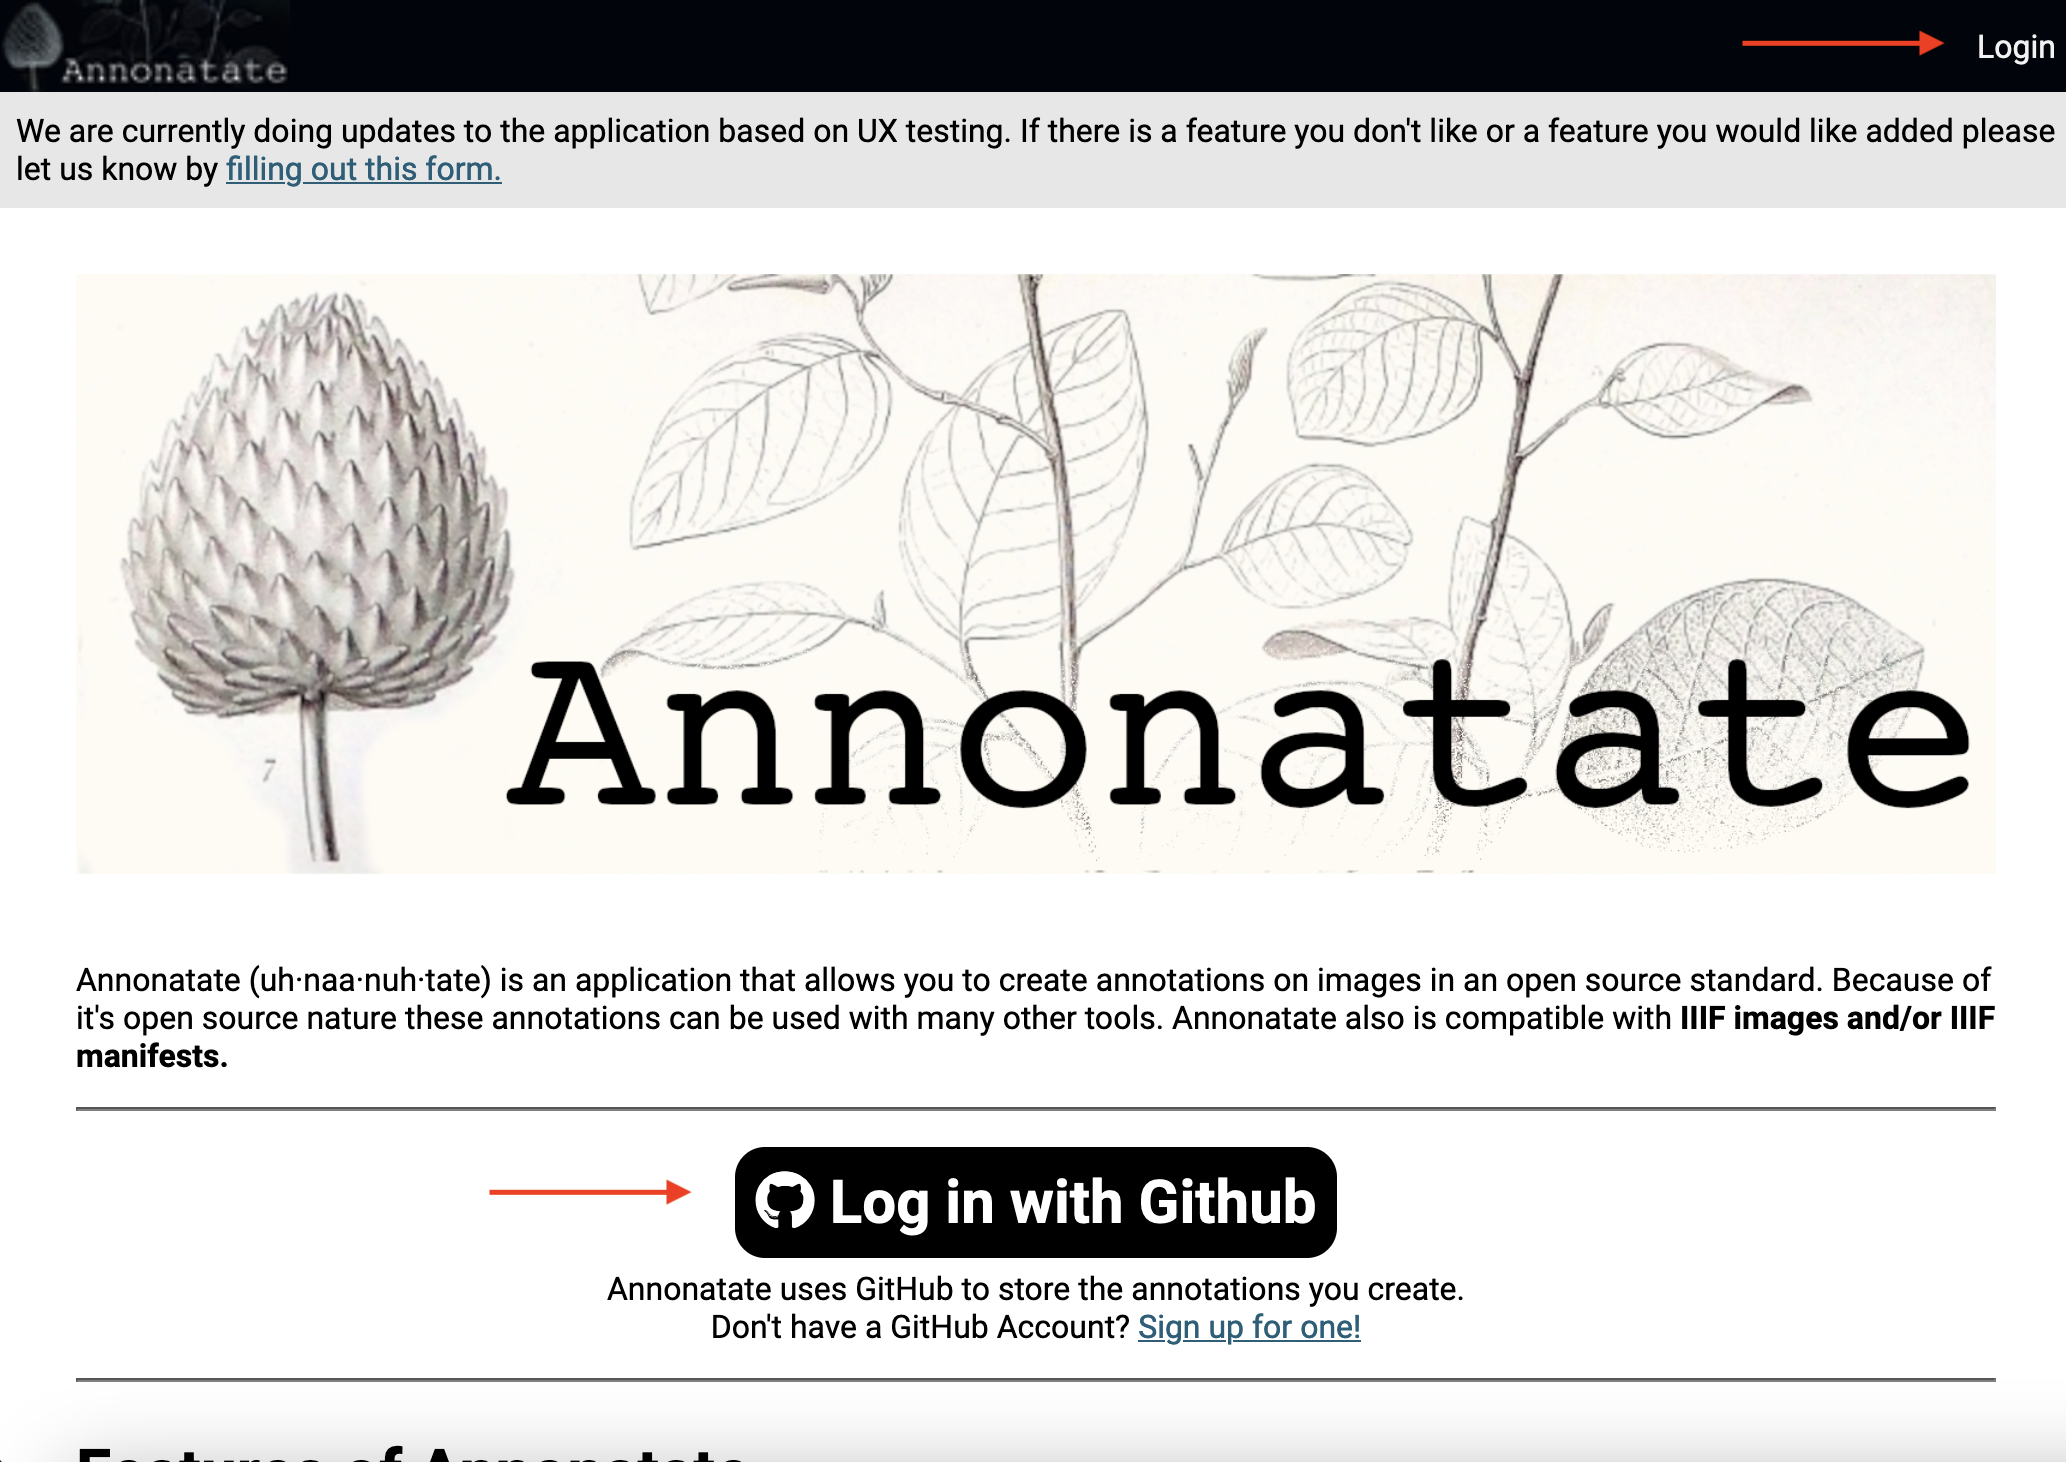 Annonatate
Login
We are currently doing updates to the application based on UX testing. If there is a feature you don't like or a feature you would like added please
let us know by filling out this form.
7
Annonatate
Annonatate (uh·naa·nuh·tate) is an application that allows you to create annotations on images in an open source standard. Because of
it's open source nature these annotations can be used with many other tools. Annonatate also is compatible with IIIF images and/or IIIF
manifests.
Log in with Github
Annonatate uses GitHub to store the annotations you create.
Don't have a GitHub Account? Sign up for one!
Features of Annonatate